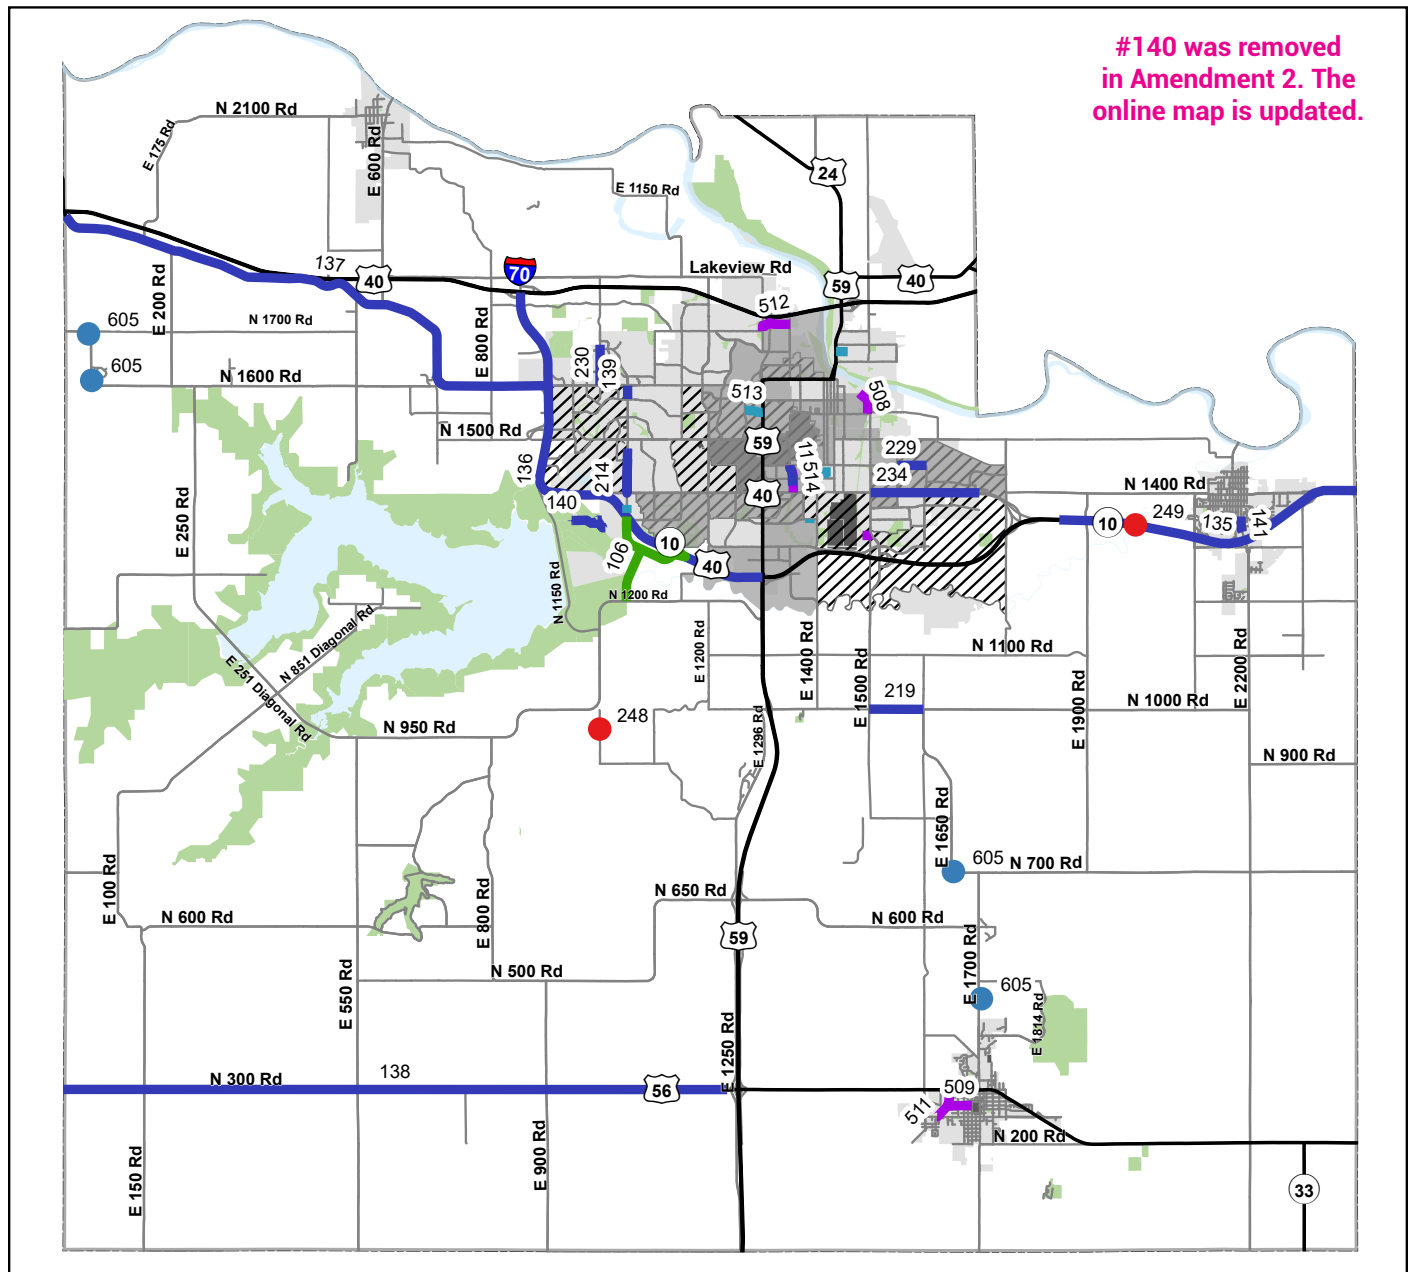 #140 was removed
in Amendment 2. The
online map is updated.
N 2100 Rd
E 175 Rd
E 600 Rd
24
E 1150 Rd
137
40
70
Lakeview Rd
59
40
E 200 Rd
605
N 1700 Rd
512
E 800 Rd
230
139
605
N 1600 Rd
513
508
N 1500 Rd
59
136
214
229
234
40
140
N 1400 Rd
249
10
135
141
E 250 Rd
10
40
106
N 1150 Rd
N 1200 Rd
N 851 Diagonal Rd
E 251 Diagonal Rd
E 1200 Rd
E 1400 Rd
N 1100 Rd
E 1500 Rd
219
E 1900 Rd
N 1000 Rd
E 2200 Rd
N 950 Rd
248
E 1296 Rd
N 900 Rd
E 1650 Rd
605
N 700 Rd
E 100 Rd
N 600 Rd
E 800 Rd
N 650 Rd
N 600 Rd
59
E 1700 Rd
N 500 Rd
E 550 Rd
605
E 1814 Rd
E 1250 Rd
N 300 Rd
138
56
509
511
N 200 Rd
E 150 Rd
E 900 Rd
33